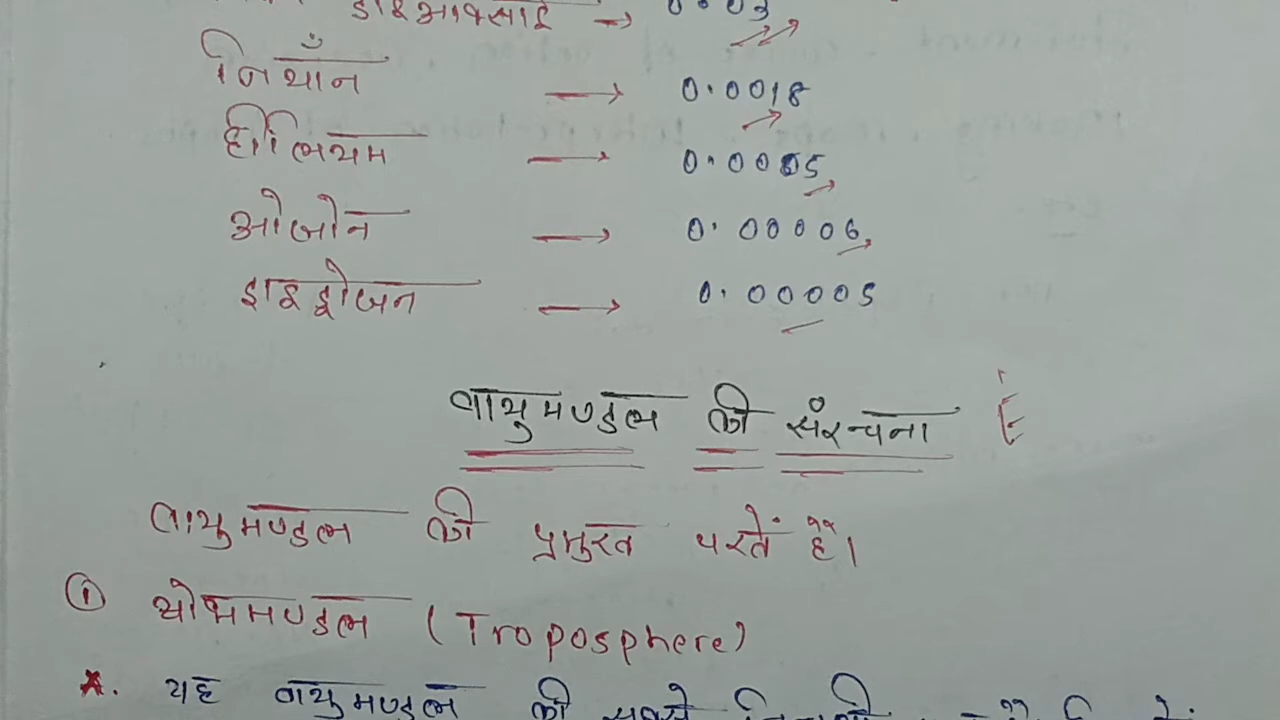 डाइआक्साइ → 0.03
नियॉन → 0.0018
हीलियम → 0.0005
ओजोन → 0.00006
हाइड्रोजन → 0.00005
वायुमण्डल की संरचना
वायुमण्डल की प्रमुख परतें हैं।
① क्षोभमण्डल (Troposphere)
*. यह वायुमण्डल की सबसे